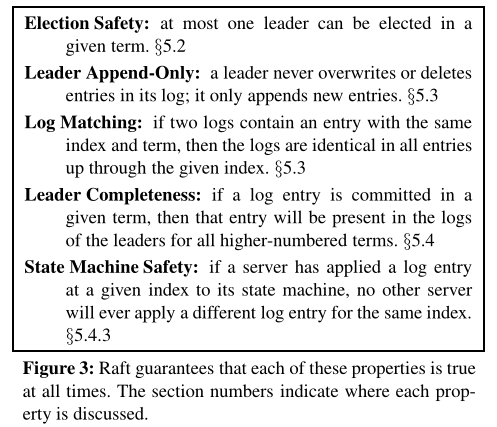 Election Safety: at most one leader can be elected in a
given term. §5.2
Leader Append-Only: a leader never overwrites or deletes
entries in its log; it only appends new entries. §5.3
Log Matching: if two logs contain an entry with the same
index and term, then the logs are identical in all entries
up through the given index. §5.3
Leader Completeness: if a log entry is committed in a
given term, then that entry will be present in the logs
of the leaders for all higher-numbered terms. §5.4
State Machine Safety: if a server has applied a log entry
at a given index to its state machine, no other server
will ever apply a different log entry for the same index.
§5.4.3
Figure 3: Raft guarantees that each of these properties is true
at all times. The section numbers indicate where each prop-
erty is discussed.